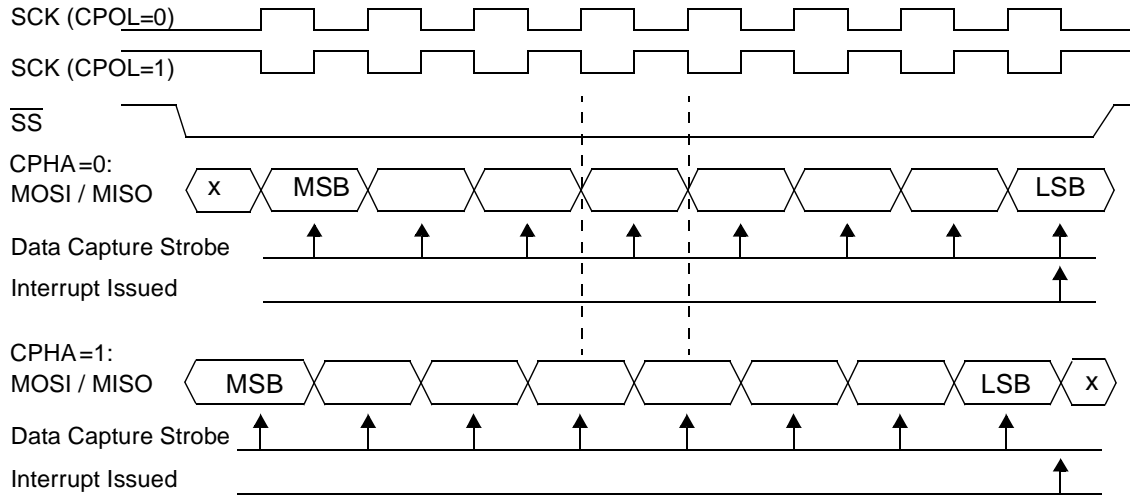 SCK (CPOL=0)
SCK (CPOL=1)
SS
CPHA=0:
MOSI / MISO
x
MSB
LSB
Data Capture Strobe
Interrupt Issued
CPHA=1:
MOSI / MISO
MSB
LSB
x
Data Capture Strobe
Interrupt Issued